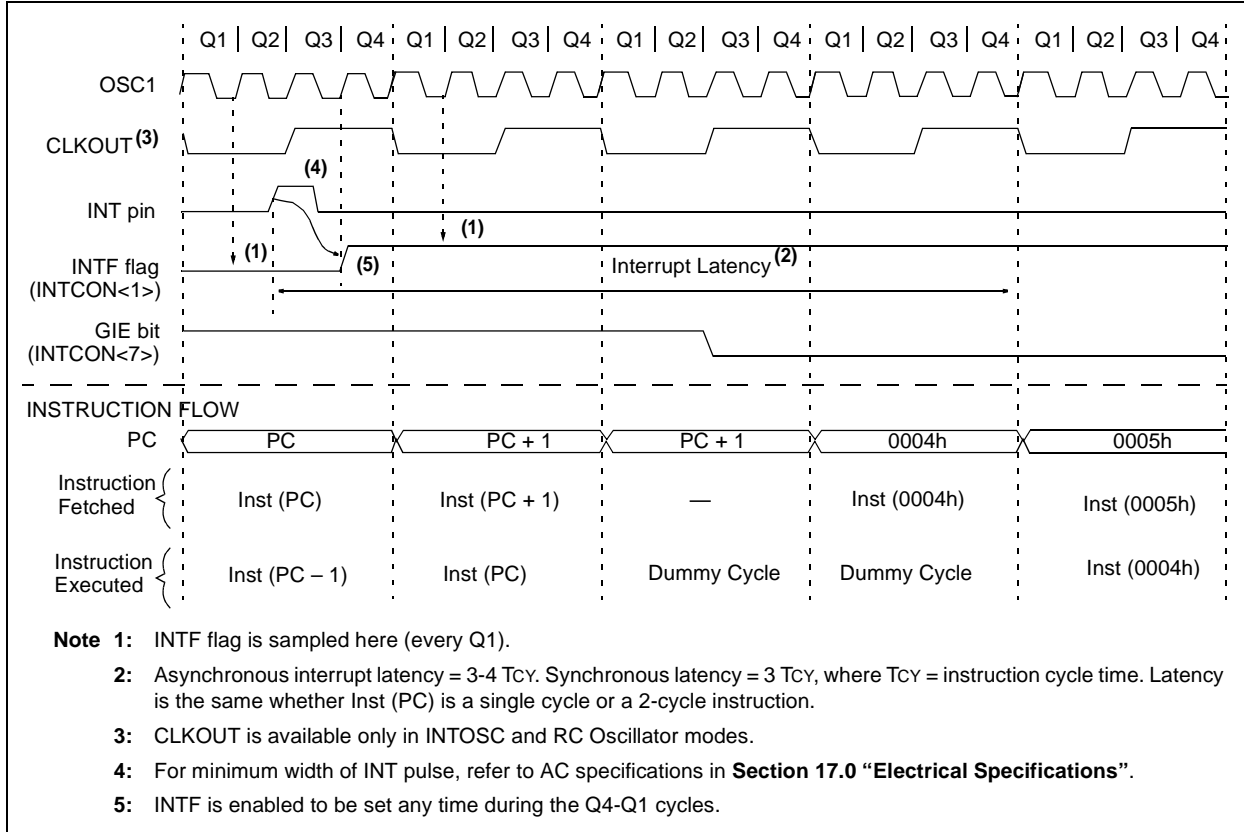 Q1 Q2 Q3 Q4 Q1 Q2 Q3 Q4 Q1 Q2 Q3 Q4 Q1 Q2 Q3 Q4 Q1 Q2 Q3 Q4
OSC1
CLKOUT (3)
(4)
INT pin
(1)
(1)
INTF flag
(INTCON<1>)
(5)
Interrupt Latency (2)
GIE bit
(INTCON<7>)
INSTRUCTION FLOW
PC PC PC + 1 PC + 1 0004h 0005h
Instruction
Fetched
Inst (PC) Inst (PC + 1) — Inst (0004h) Inst (0005h)
Instruction
Executed
Inst (PC – 1) Inst (PC) Dummy Cycle Dummy Cycle Inst (0004h)
Note 1: INTF flag is sampled here (every Q1).
2: Asynchronous interrupt latency = 3-4 TCY. Synchronous latency = 3 TCY, where TCY = instruction cycle time. Latency
is the same whether Inst (PC) is a single cycle or a 2-cycle instruction.
3: CLKOUT is available only in INTOSC and RC Oscillator modes.
4: For minimum width of INT pulse, refer to AC specifications in Section 17.0 “Electrical Specifications”.
5: INTF is enabled to be set any time during the Q4-Q1 cycles.